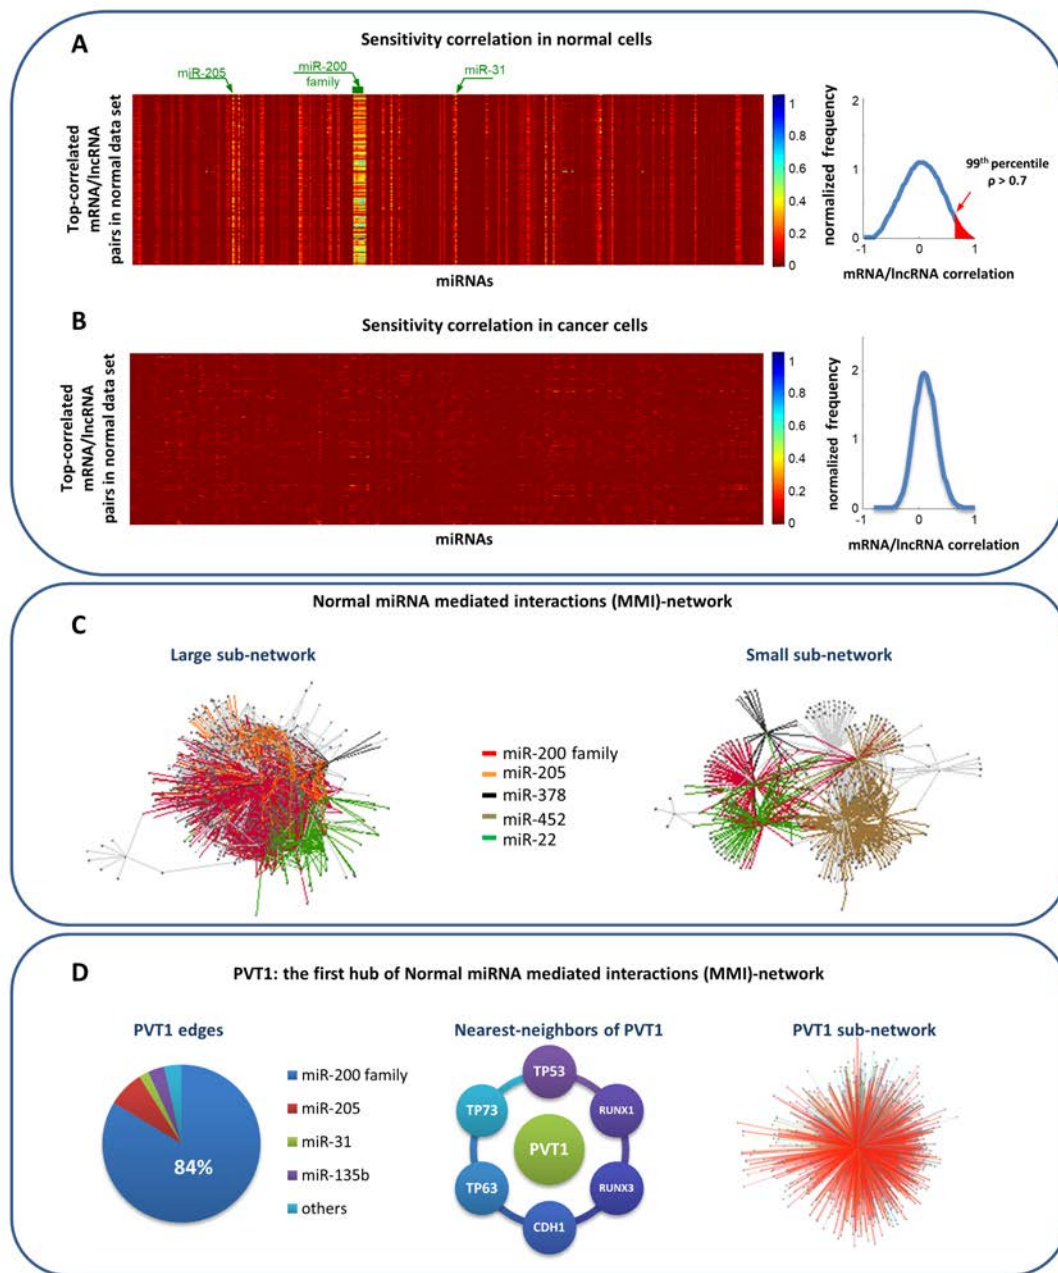 A
Sensitivity correlation in normal cells
miR-205
miR-200
family
miR-31
Top-correlated
mRNA/lncRNA
pairs in normal data set
miRNAs
1
0.8
0.6
0.4
0.2
0
normalized frequency
2
1
0
-1
0
1
99th percentile
ρ > 0.7
mRNA/lncRNA correlation
B
Sensitivity correlation in cancer cells
Top-correlated
mRNA/lncRNA
pairs in normal data set
miRNAs
1
0.8
0.6
0.4
0.2
0
normalized frequency
2
1
0
-1
0
1
mRNA/lncRNA correlation
Normal miRNA mediated interactions (MMI)-network
C
Large sub-network
Small sub-network
miR-200 family
miR-205
miR-378
miR-452
miR-22
D
PVT1: the first hub of Normal miRNA mediated interactions (MMI)-network
PVT1 edges
84%
miR-200 family
miR-205
miR-31
miR-135b
others
Nearest-neighbors of PVT1
TP53
TP73
RUNX1
PVT1
TP63
RUNX3
CDH1
PVT1 sub-network